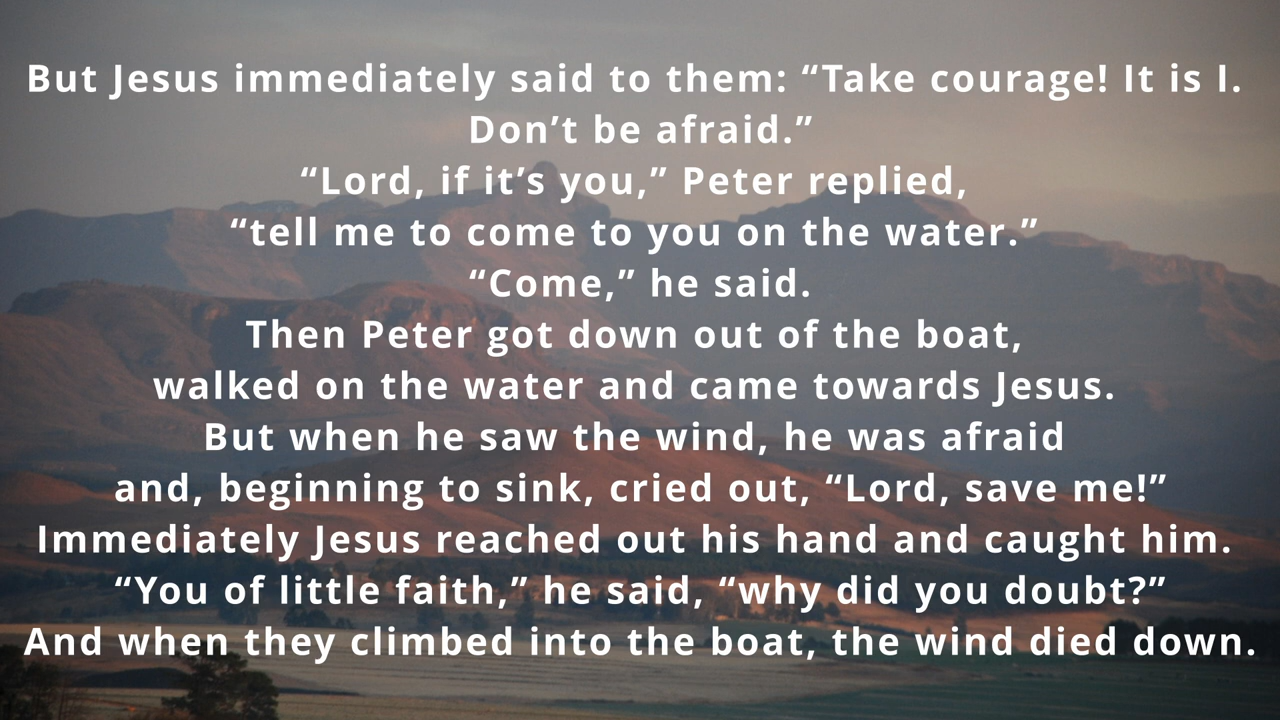 But Jesus immediately said to them: “Take courage! It is I.
Don’t be afraid.”
“Lord, if it’s you,” Peter replied,
“tell me to come to you on the water.”
“Come,” he said.
Then Peter got down out of the boat,
walked on the water and came towards Jesus.
But when he saw the wind, he was afraid
and, beginning to sink, cried out, “Lord, save me!”
Immediately Jesus reached out his hand and caught him.
“You of little faith,” he said, “why did you doubt?”
And when they climbed into the boat, the wind died down.